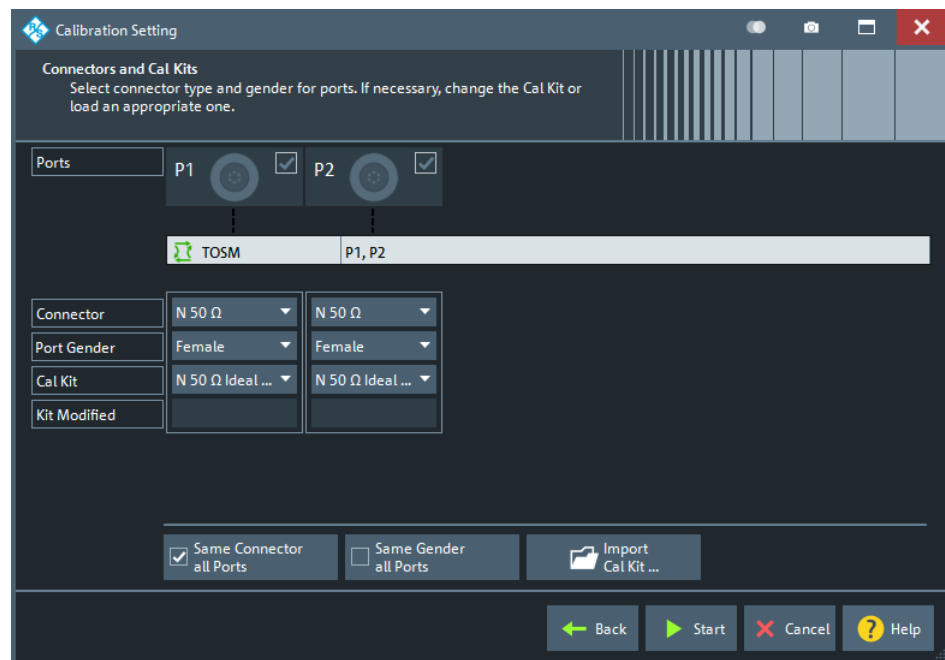 Calibration Setting
Connectors and Cal Kits
Select connector type and gender for ports. If necessary, change the Cal Kit or
load an appropriate one.
Ports
P1
P2
TOSM
P1, P2
Connector
N 50 Ω
N 50 Ω
Port Gender
Female
Female
Cal Kit
N 50 Ω Ideal ...
N 50 Ω Ideal ...
Kit Modified
Same Connector
all Ports
Same Gender
all Ports
Import
Cal Kit ...
Back
Start
Cancel
? Help